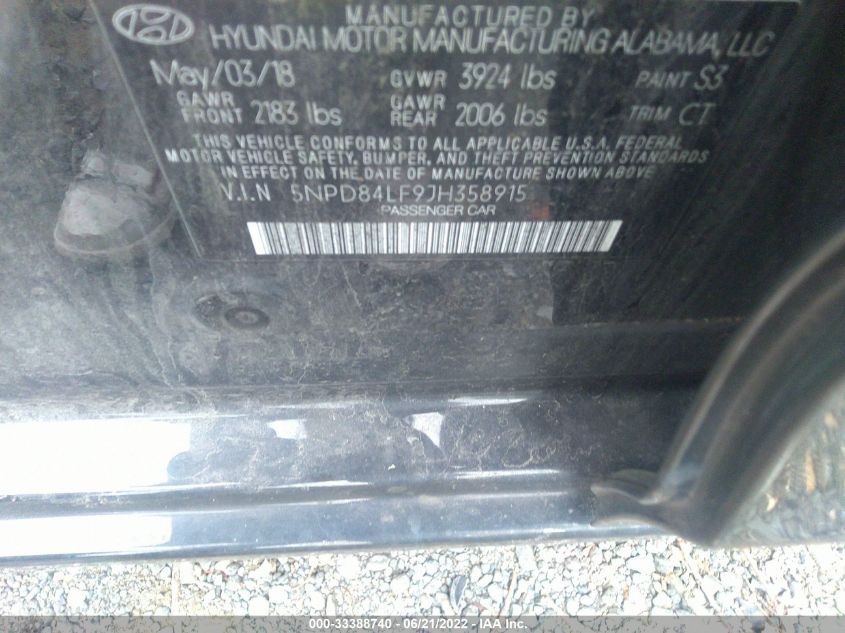 MANUFACTURED BY
HYUNDAI MOTOR MANUFACTURING ALABAMA, LLC
May/03/18 GVWR 3924 lbs PAINT S3
GAWR FRONT 2183 lbs GAWR REAR 2006 lbs TRIM CT
THIS VEHICLE CONFORMS TO ALL APPLICABLE U.S.A. FEDERAL
MOTOR VEHICLE SAFETY, BUMPER, AND THEFT PREVENTION STANDARDS
IN EFFECT ON THE DATE OF MANUFACTURE SHOWN ABOVE.
V.I.N 5NPD84LF9JH358915
PASSENGER CAR
000-33388740 - 06/21/2022 - IAA Inc.